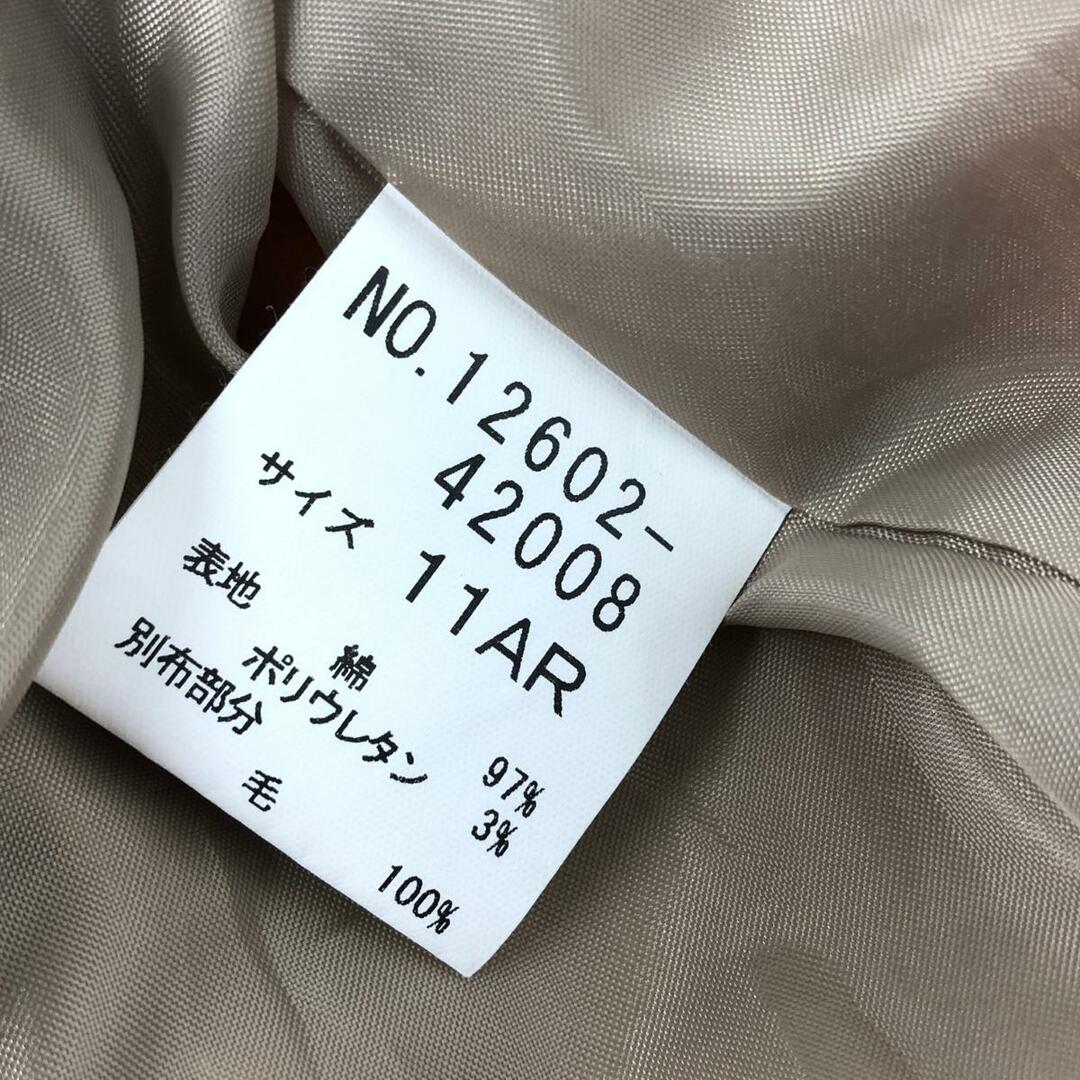 NO.12602-
42008
サイズ 11AR
表地
綿 97%
ポリウレタン 3%
別布部分
毛 100%